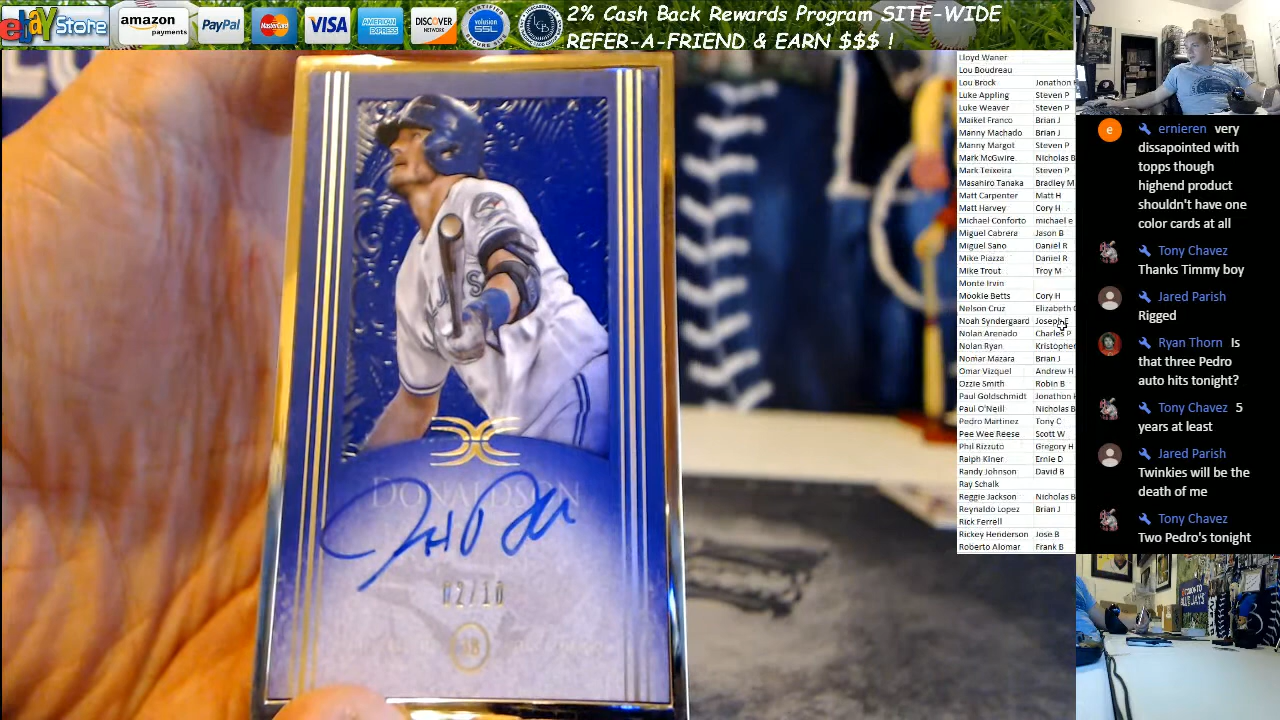 ebay Store
amazon
payments
PayPal
MasterCard
VISA
AMERICAN
EXPRESS
DISCOVER
NETWORK
volusion
SSL
2% Cash Back Rewards Program SITE-WIDE
REFER-A-FRIEND & EARN $$$ !
DONALDSON
02/10
Lloyd Waner
Lou Boudreau
Lou Brock Jonathon
Luke Appling Steven P
Luke Weaver Steven P
Maikel Franco Brian J
Manny Machado Brian J
Manny Margot Steven P
Mark McGwire Nicholas B
Mark Teixeira Steven P
Masahiro Tanaka Bradley M
Matt Carpenter Matt H
Matt Harvey Cory H
Michael Conforto michael e
Miguel Cabrera Jason B
Miguel Sano Daniel R
Mike Piazza Daniel R
Mike Trout Troy M
Monte Irvin
Mookie Betts Cory H
Nelson Cruz Elizabeth
Noah Syndergaard Joseph F
Nolan Arenado Charles P
Nolan Ryan Kristopher
Nomar Mazara Brian J
Omar Vizquel Andrew H
Ozzie Smith Robin B
Paul Goldschmidt Jonathon
Paul O'Neill Nicholas B
Pedro Martinez Tony C
Pee Wee Reese Scott W
Phil Rizzuto Gregory H
Ralph Kiner Ernie D
Randy Johnson David B
Ray Schalk
Reggie Jackson Nicholas B
Reynaldo Lopez Brian J
Rick Ferrell
Rickey Henderson Jose B
Roberto Alomar Frank B
e ernieren very
dissapointed with
topps though
highend product
shouldn't have one
color cards at all
Tony Chavez
Thanks Timmy boy
Jared Parish
Rigged
Ryan Thorn Is
that three Pedro
auto hits tonight?
Tony Chavez 5
years at least
Jared Parish
Twinkies will be the
death of me
Tony Chavez
Two Pedro's tonight